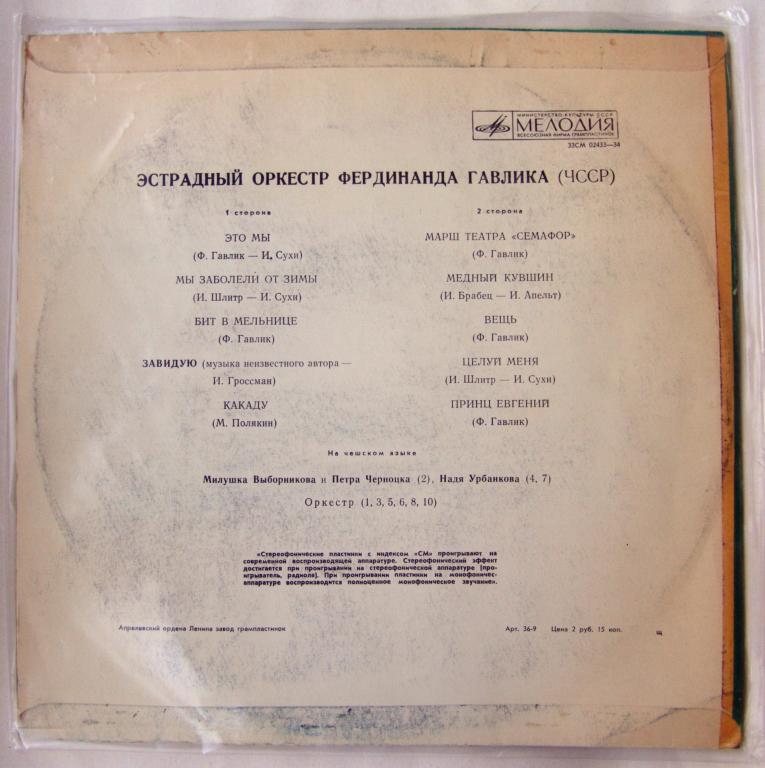 МИНИСТЕРСТВО КУЛЬТУРЫ СССР
МЕЛОДИЯ
ВСЕСОЮЗНАЯ ФИРМА ГРАМПЛАСТИНОК
33СМ 02433—34
ЭСТРАДНЫЙ ОРКЕСТР ФЕРДИНАНДА ГАВЛИКА (ЧССР)
1 сторона
ЭТО МЫ
(Ф. Гавлик — И. Сухи)
МЫ ЗАБОЛЕЛИ ОТ ЗИМЫ
(И. Шлитр — И. Сухи)
БИТ В МЕЛЬНИЦЕ
(Ф. Гавлик)
ЗАВИДУЮ (музыка неизвестного автора —
И. Гроссман)
КАКАДУ
(М. Полякин)
2 сторона
МАРШ ТЕАТРА «СЕМАФОР»
(Ф. Гавлик)
МЕДНЫЙ КУВШИН
(И. Брабец — И. Апельт)
ВЕЩЬ
(Ф. Гавлик)
ЦЕЛУЙ МЕНЯ
(И. Шлитр — И. Сухи)
ПРИНЦ ЕВГЕНИЙ
(Ф. Гавлик)
На чешском языке
Милушка Выборникова и Петра Черноцка (2), Надя Урбанкова (4, 7)
Оркестр (1, 3, 5, 6, 8, 10)
«Стереофонические пластинки с индексом «СМ» проигрывают на
современной воспроизводящей аппаратуре. Стереофонический эффект
достигается при проигрывании на стереофонической аппаратуре (про-
игрыватель, радиола). При проигрывании пластинки на монофоничес-
аппаратуре воспроизводится полноценное монофоническое звучание».
Апрелевский ордена Ленина завод грампластинок
Арт. 36-9 Цена 2 руб. 15 коп.
щ